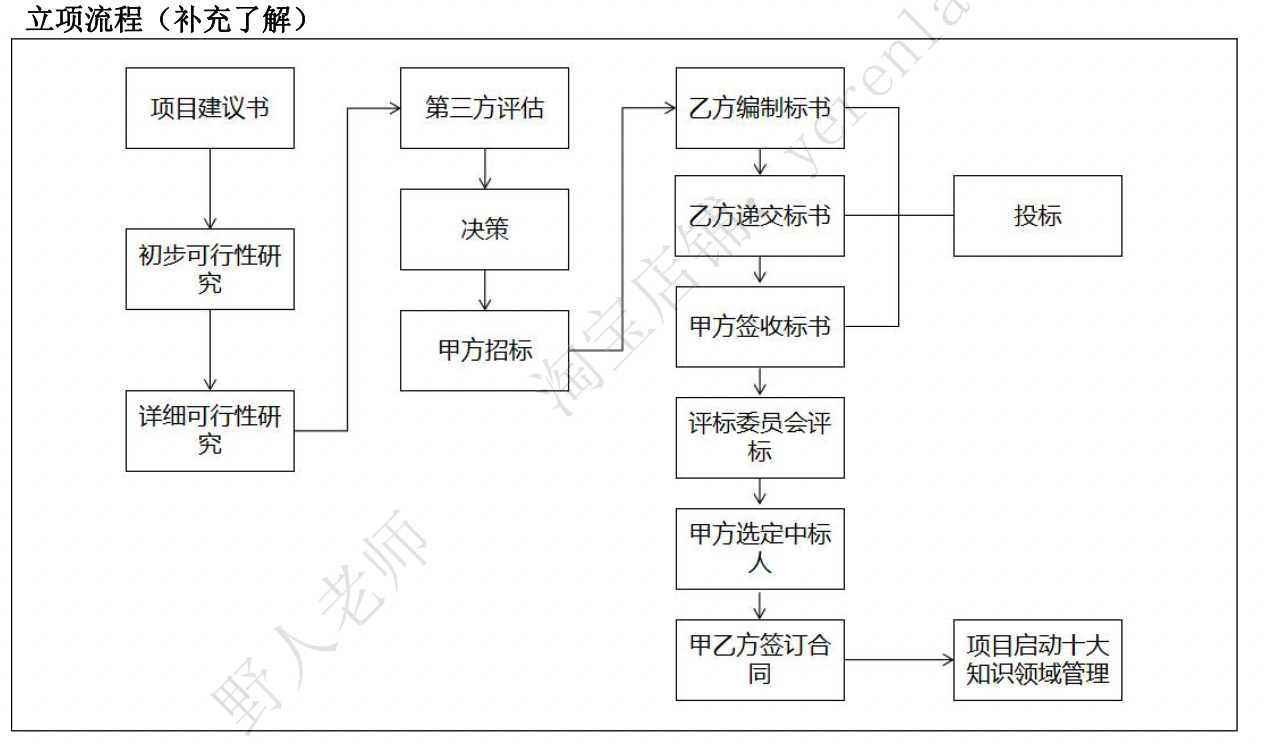 立项流程（补充了解）
项目建议书
初步可行性研
究
详细可行性研
究
第三方评估
决策
甲方招标
乙方编制标书
乙方递交标书
甲方签收标书
投标
评标委员会评
标
甲方选定中标
人
甲乙方签订合
同
项目启动十大
知识领域管理
野人老师
淘宝店铺：yerenla